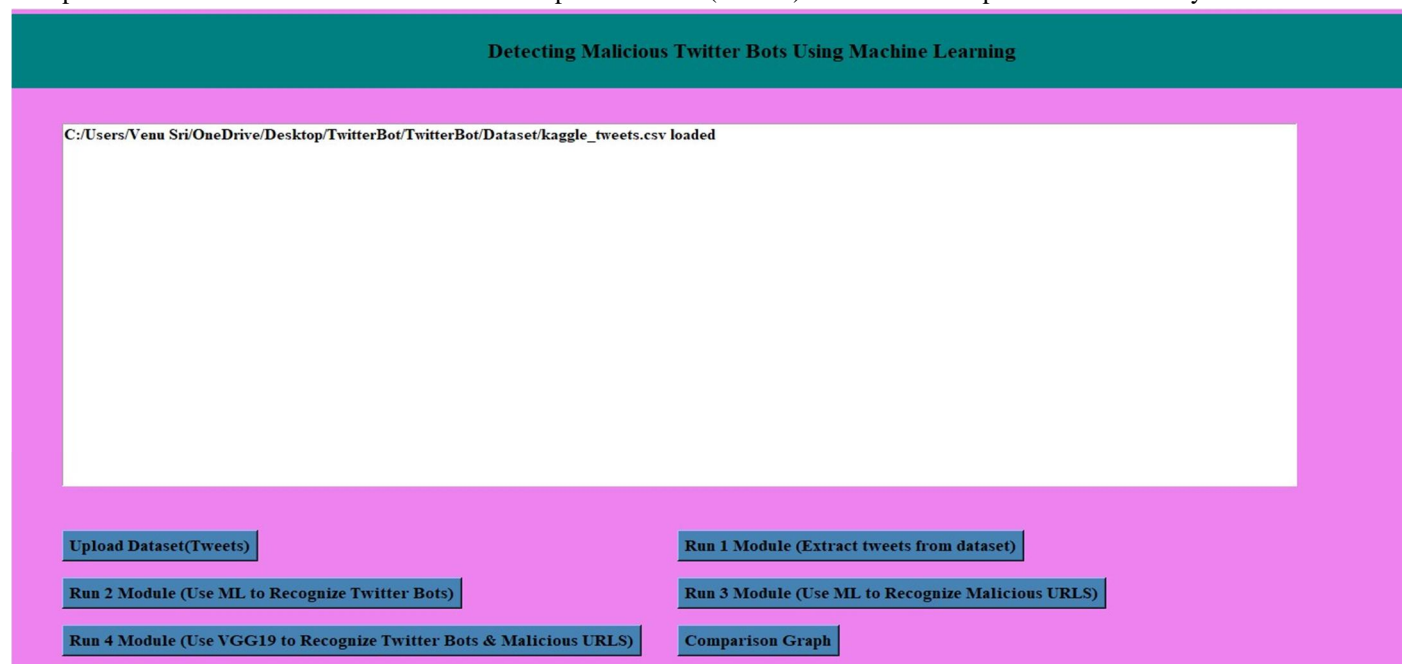 Detecting Malicious Twitter Bots Using Machine Learning
C:/Users/Venu Sri/OneDrive/Desktop/TwitterBot/TwitterBot/Dataset/kaggle_tweets.csv loaded
Upload Dataset(Tweets)
Run 1 Module (Extract tweets from dataset)
Run 2 Module (Use ML to Recognize Twitter Bots)
Run 3 Module (Use ML to Recognize Malicious URLS)
Run 4 Module (Use VGG19 to Recognize Twitter Bots & Malicious URLS)
Comparison Graph